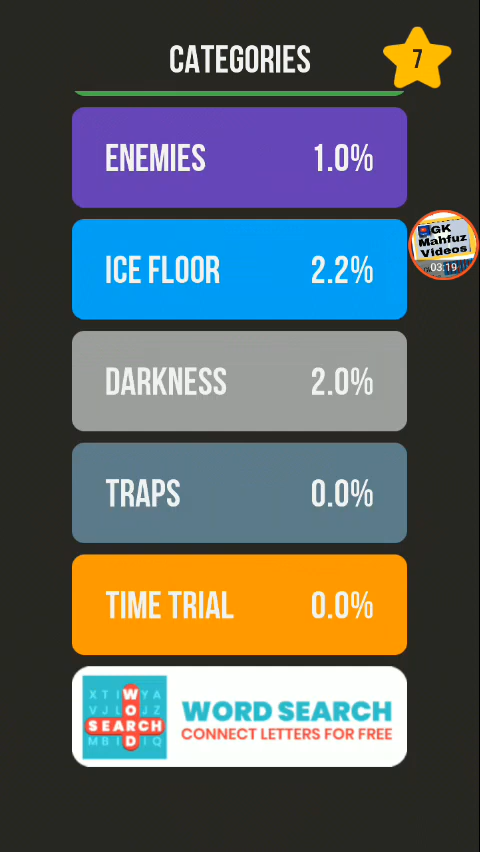 CATEGORIES
7
ENEMIES 1.0%
GK
Mahfuz
Videos
03:19
ICE FLOOR 2.2%
DARKNESS 2.0%
TRAPS 0.0%
TIME TRIAL 0.0%
X T I W Y A
V J L O J Z
SEARCH
M B I D I Q
WORD SEARCH
CONNECT LETTERS FOR FREE